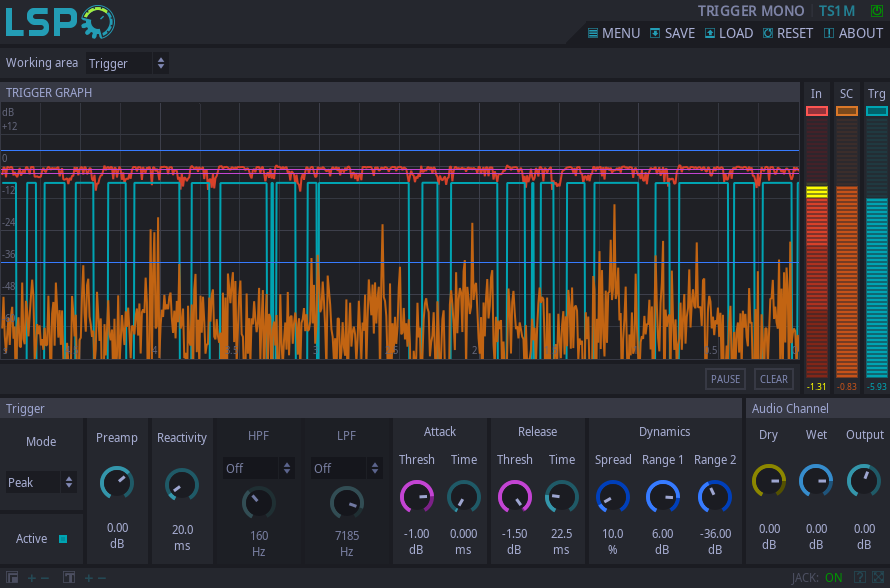 LSP
TRIGGER MONO TS1M
MENU SAVE LOAD RESET ABOUT
Working area Trigger
TRIGGER GRAPH
In SC Trg
dB
+12
0
-12
-24
-36
-48
PAUSE CLEAR
-1.31 -0.83 -5.93
Trigger
Audio Channel
Mode
Peak
Active
Preamp
0.00
dB
Reactivity
20.0
ms
HPF
Off
160
Hz
LPF
Off
7185
Hz
Attack
Thresh Time
-1.00 0.000
dB ms
Release
Thresh Time
-1.50 22.5
dB ms
Dynamics
Spread Range 1 Range 2
10.0 6.00 -36.00
% dB dB
Dry Wet Output
0.00 0.00 0.00
dB dB dB
JACK: ON